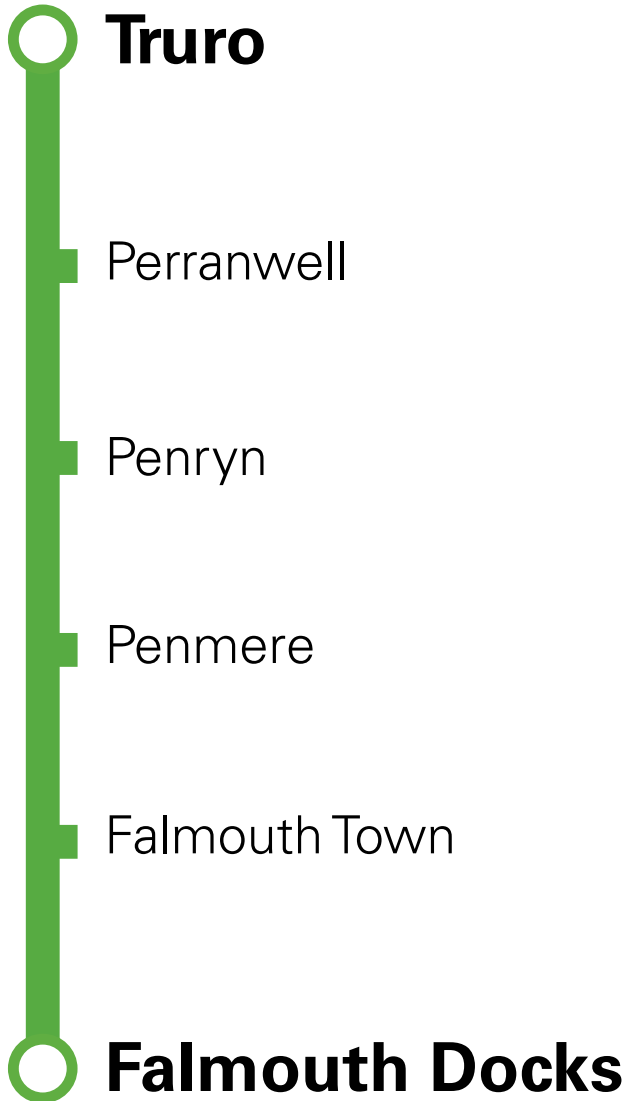 Truro
Perranwell
Penryn
Penmere
Falmouth Town
Falmouth Docks